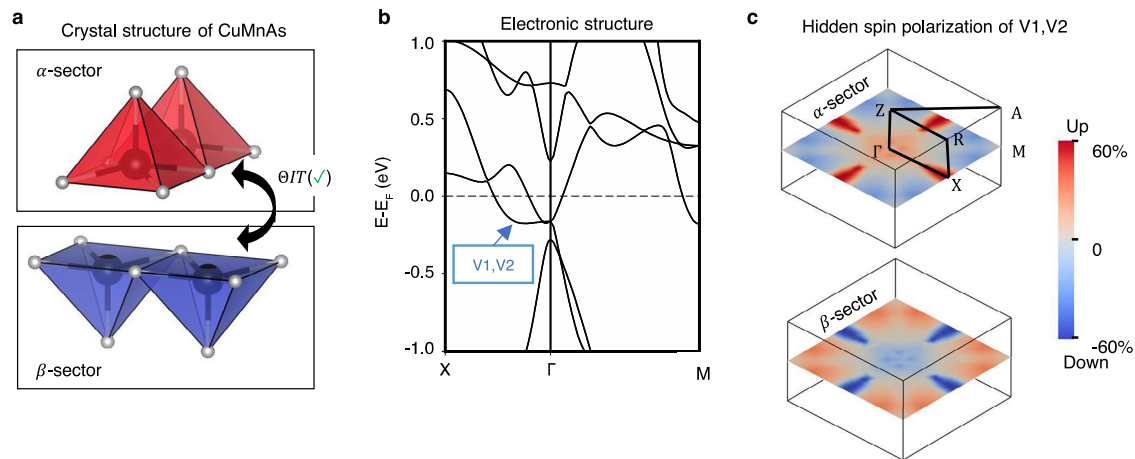 a
Crystal structure of CuMnAs
α-sector
ΘIT(✓)
β-sector
b
Electronic structure
E-E_F (eV)
1.0
0.5
0.0
-0.5
-1.0
V1,V2
X
Γ
M
c
Hidden spin polarization of V1,V2
α-sector
Z
A
Γ
R
M
X
β-sector
Up
60%
0
-60%
Down